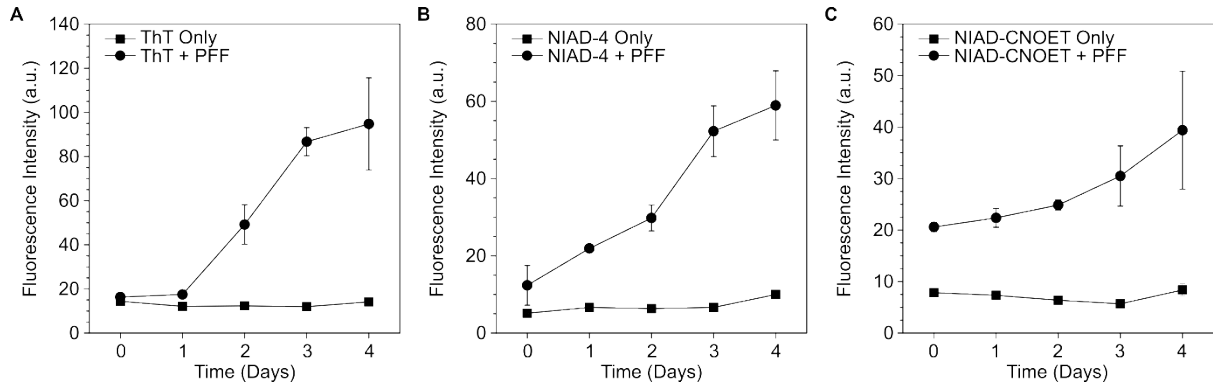 A
140
120
100
80
60
40
20
0
ThT Only
ThT + PFF
Fluorescence Intensity (a.u.)
0 1 2 3 4
Time (Days)
B
80
60
40
20
0
NIAD-4 Only
NIAD-4 + PFF
Fluorescence Intensity (a.u.)
0 1 2 3 4
Time (Days)
C
60
50
40
30
20
10
0
NIAD-CNOET Only
NIAD-CNOET + PFF
Fluorescence Intensity (a.u.)
0 1 2 3 4
Time (Days)